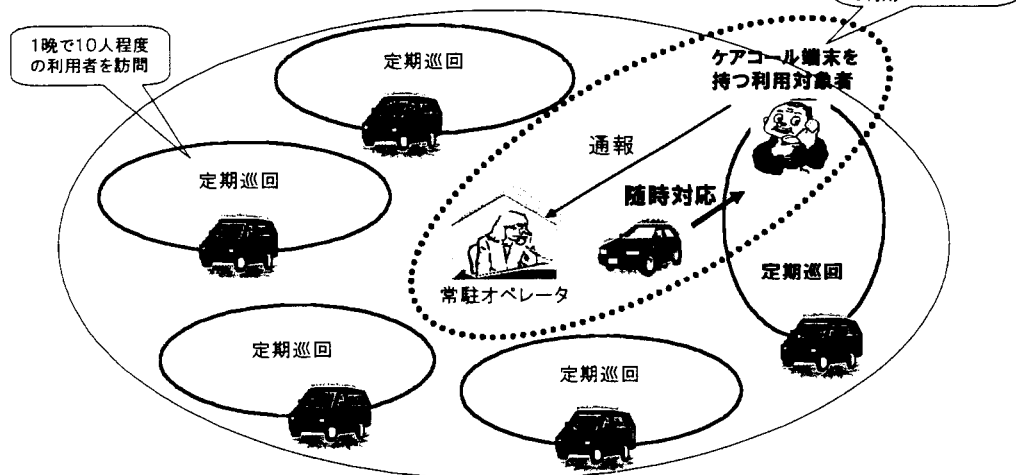 1晩で10人程度
の利用者を訪問
定期巡回
ケアコール端末を
持つ利用対象者
通報
定期巡回
随時対応
定期巡回
常駐オペレータ
定期巡回
定期巡回